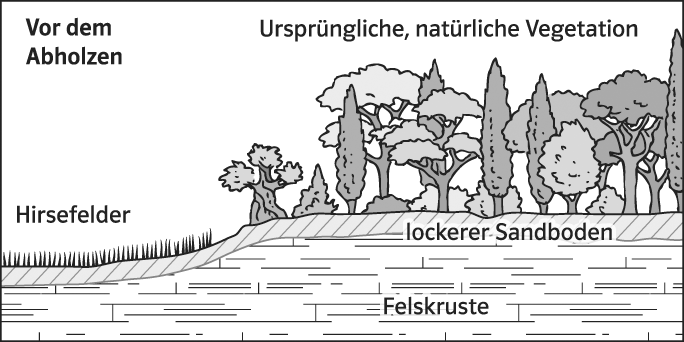 Vor dem
Abholzen
Ursprüngliche, natürliche Vegetation
Hirsefelder
lockerer Sandboden
Felskruste